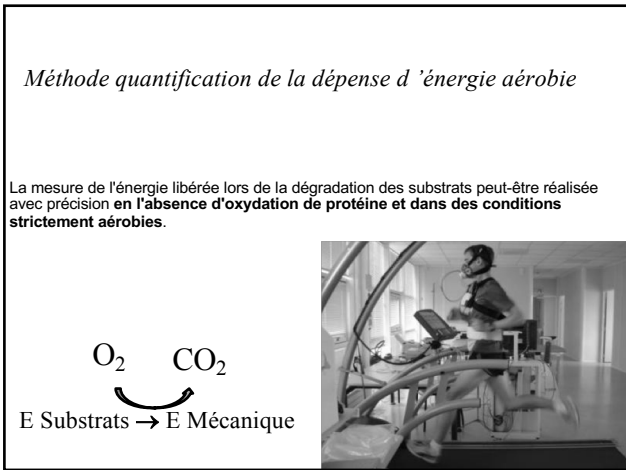 Méthode quantification de la dépense d ’énergie aérobie
La mesure de l'énergie libérée lors de la dégradation des substrats peut-être réalisée
avec précision en l'absence d'oxydation de protéine et dans des conditions
strictement aérobies.
O₂ CO₂
E Substrats → E Mécanique